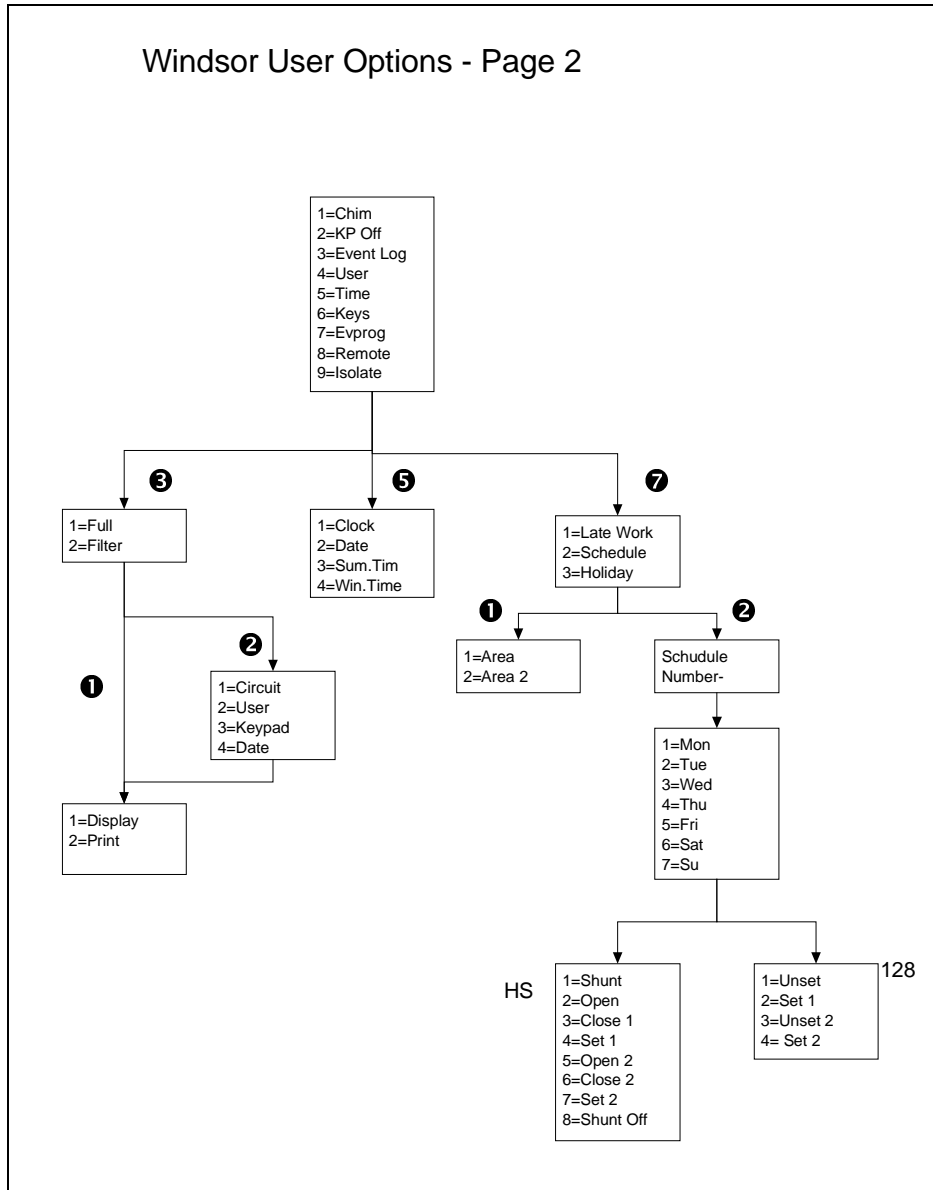 Windsor User Options - Page 2
1=Chim
2=KP Off
3=Event Log
4=User
5=Time
6=Keys
7=Evprog
8=Remote
9=Isolate
❸
❺
❼
1=Full
2=Filter
1=Clock
2=Date
3=Sum.Tim
4=Win.Time
1=Late Work
2=Schedule
3=Holiday
❶
❷
1=Area
2=Area 2
Schudule
Number-
❷
❶
1=Circuit
2=User
3=Keypad
4=Date
1=Mon
2=Tue
3=Wed
4=Thu
5=Fri
6=Sat
7=Su
1=Display
2=Print
HS
1=Shunt
2=Open
3=Close 1
4=Set 1
5=Open 2
6=Close 2
7=Set 2
8=Shunt Off
128
1=Unset
2=Set 1
3=Unset 2
4= Set 2